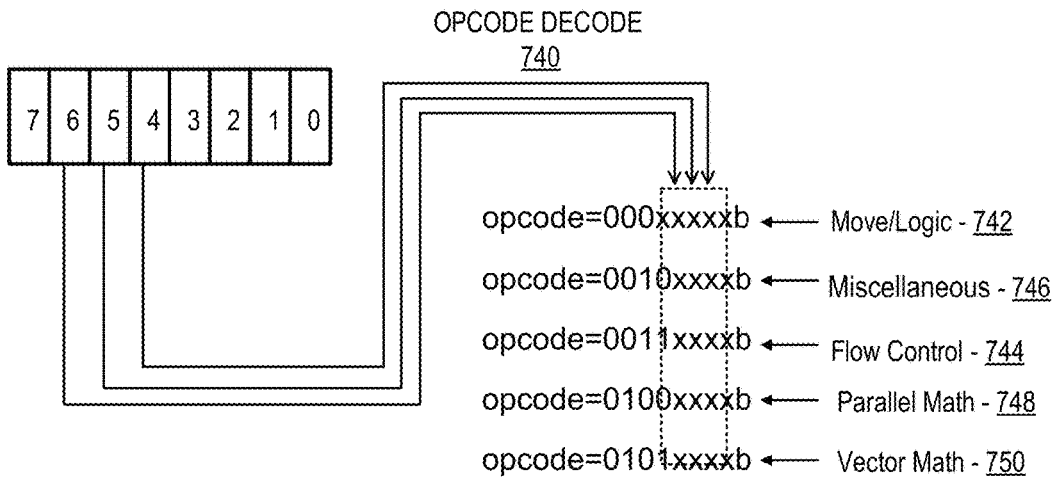 OPCODE DECODE
740
7 6 5 4 3 2 1 0
opcode=000xxxxxb Move/Logic - 742
opcode=0010xxxxb Miscellaneous - 746
opcode=0011xxxxb Flow Control - 744
opcode=0100xxxxb Parallel Math - 748
opcode=0101xxxxb Vector Math - 750